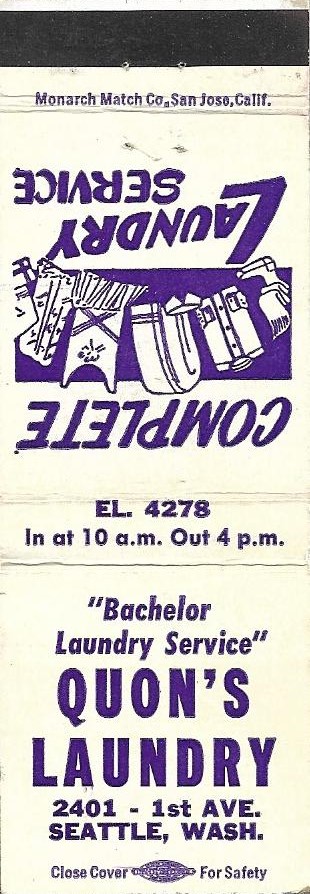 Monarch Match Co., San Jose, Calif.
COMPLETE
LAUNDRY
SERVICE
EL. 4278
In at 10 a.m. Out 4 p.m.
"Bachelor
Laundry Service"
QUON'S
LAUNDRY
2401 - 1st AVE.
SEATTLE, WASH.
Close Cover For Safety